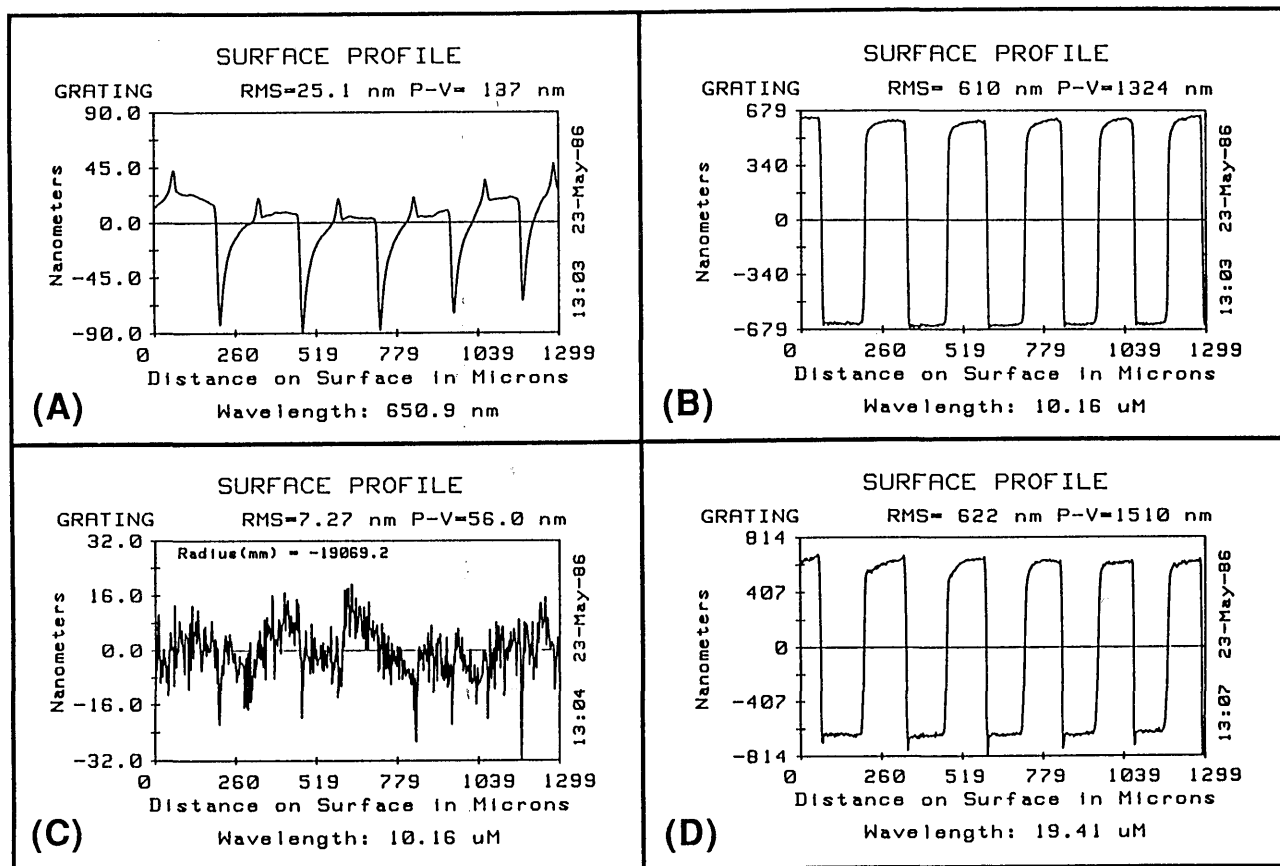 SURFACE PROFILE
GRATING RMS=25.1 nm P-V= 137 nm
90.0
45.0
0.0
-45.0
-90.0
Nanometers
0 260 519 779 1039 1299
Distance on Surface in Microns
Wavelength: 650.9 nm
13:03 23-May-86
(A)
SURFACE PROFILE
GRATING RMS= 610 nm P-V=1324 nm
679
340
0
-340
-679
Nanometers
0 260 519 779 1039 1299
Distance on Surface in Microns
Wavelength: 10.16 uM
13:03 23-May-86
(B)
SURFACE PROFILE
GRATING RMS=7.27 nm P-V=56.0 nm
Radius(mm) = -19069.2
32.0
16.0
0.0
-16.0
-32.0
Nanometers
0 260 519 779 1039 1299
Distance on Surface in Microns
Wavelength: 10.16 uM
13:04 23-May-86
(C)
SURFACE PROFILE
GRATING RMS= 622 nm P-V=1510 nm
814
407
0
-407
-814
Nanometers
0 260 519 779 1039 1299
Distance on Surface in Microns
Wavelength: 19.41 uM
13:07 23-May-86
(D)